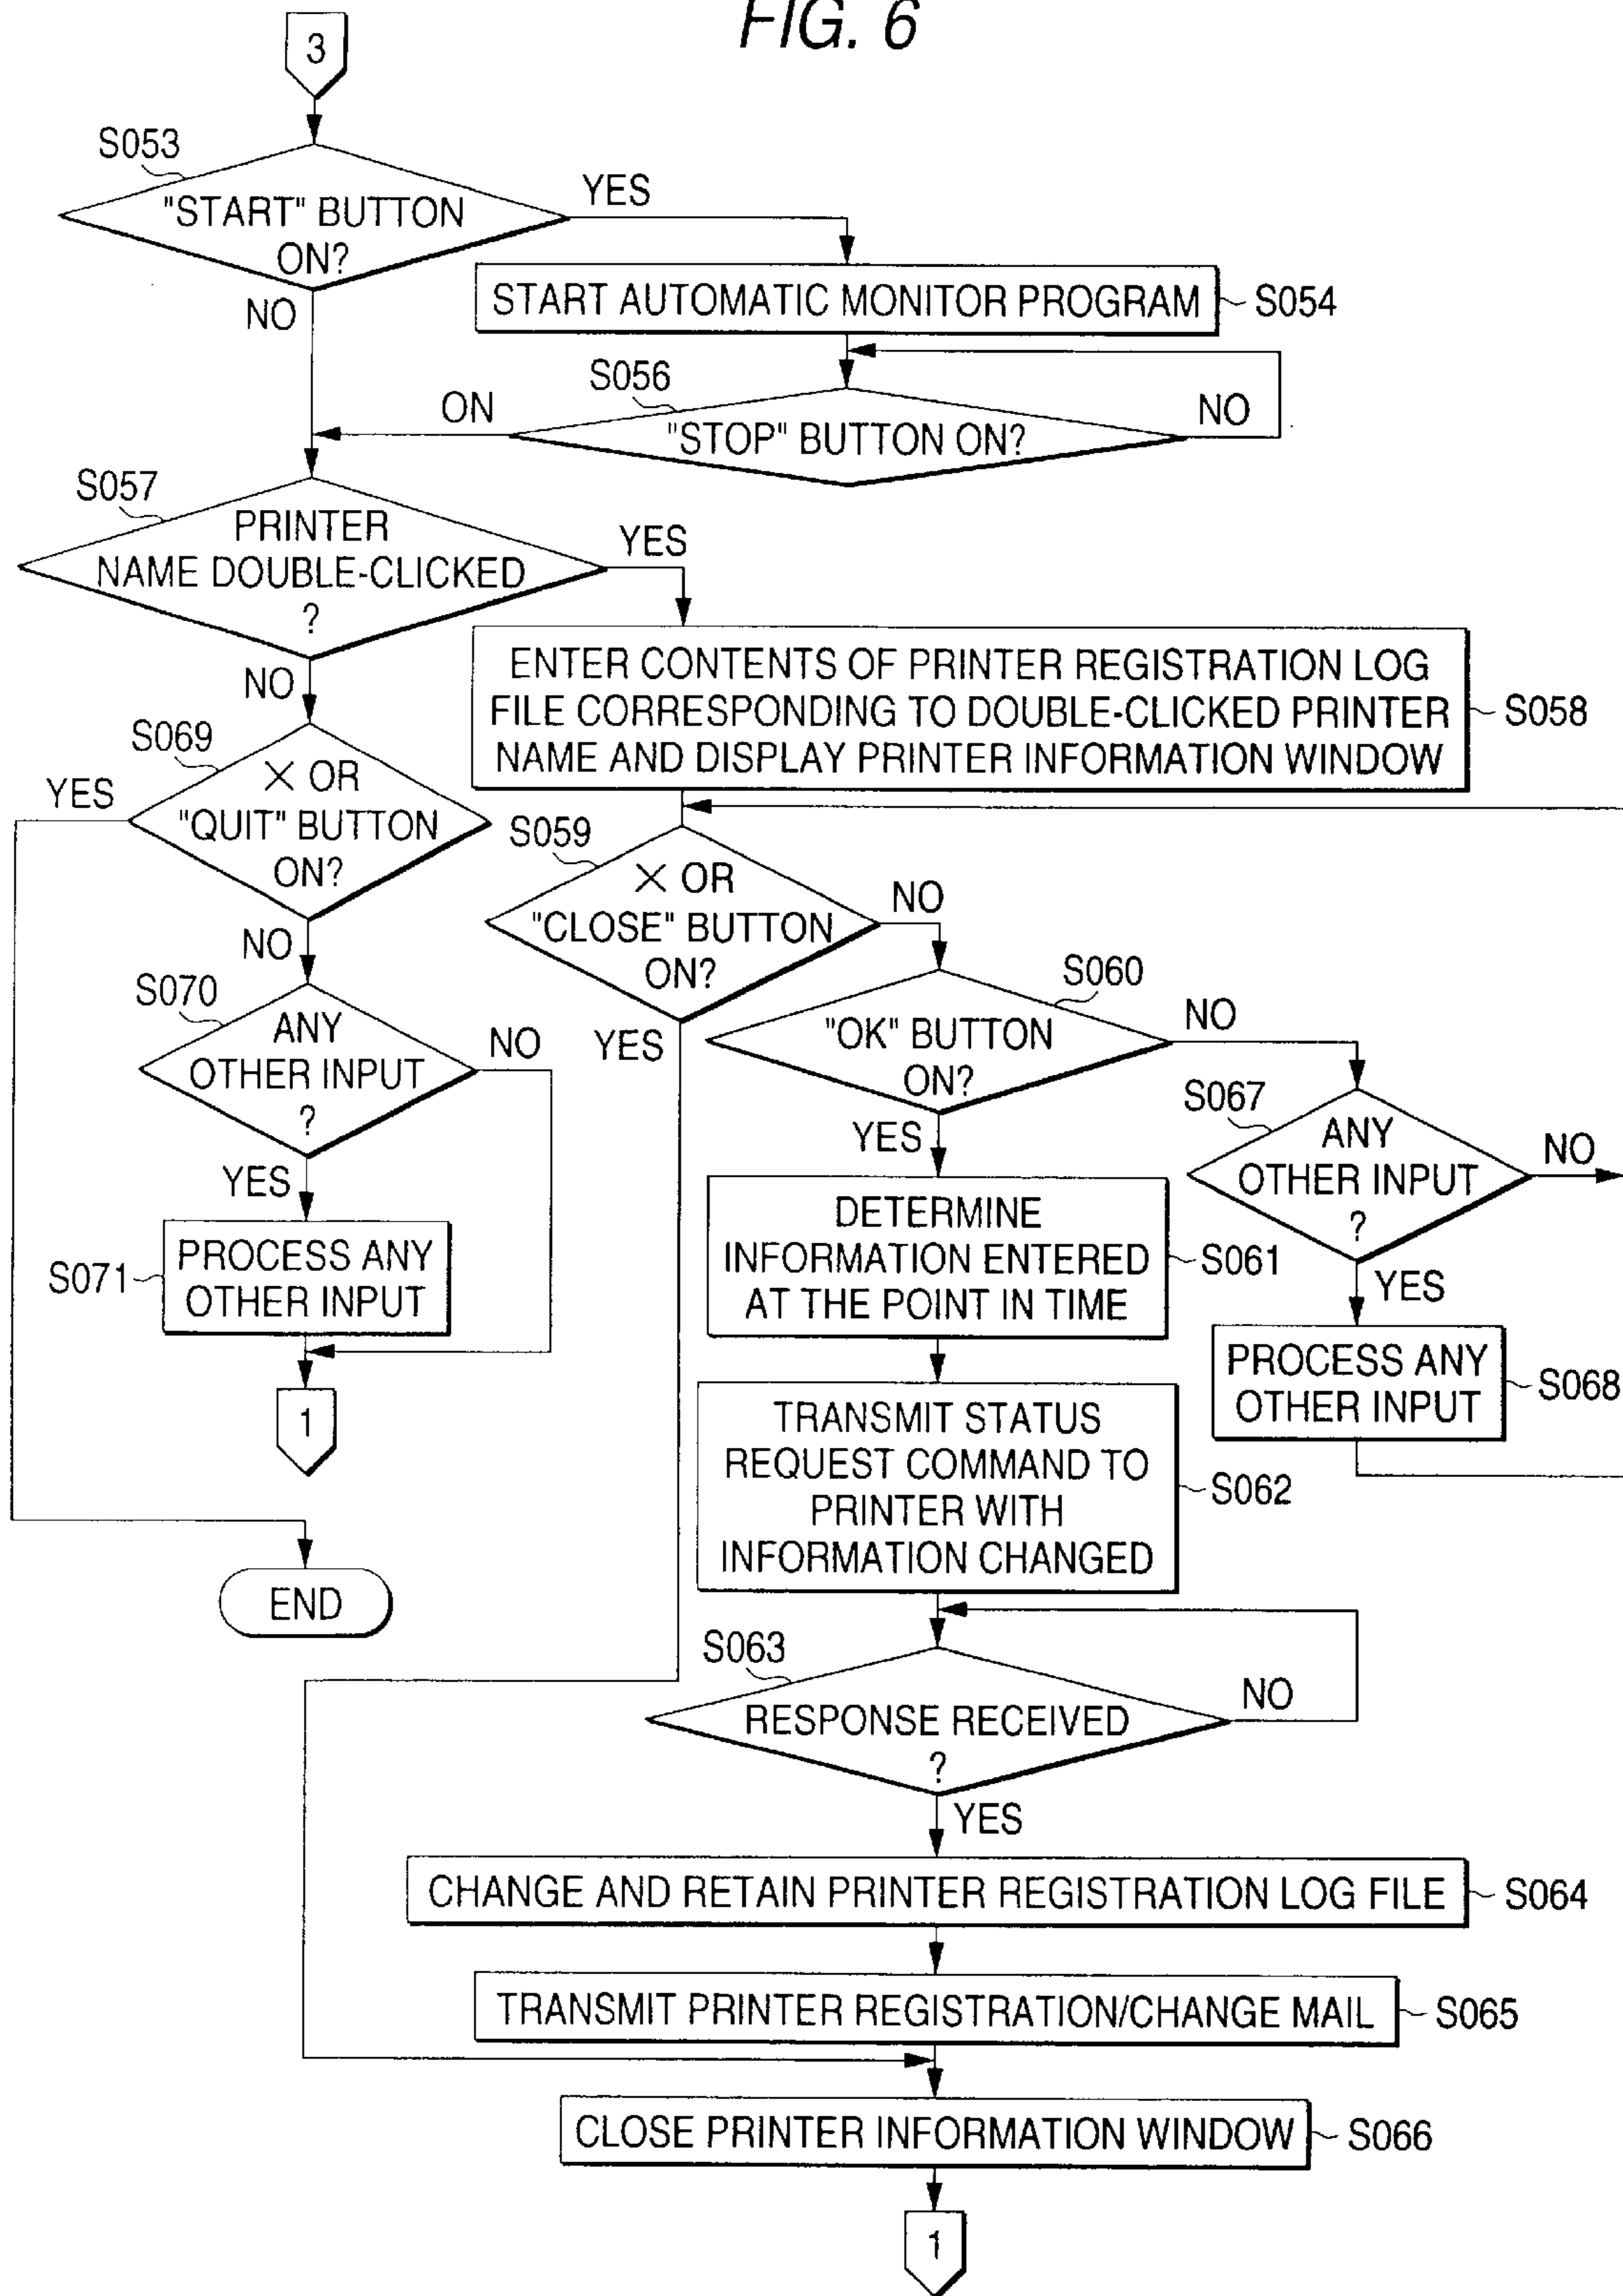 FIG. 6
3
S053
"START" BUTTON
ON?
YES
NO
START AUTOMATIC MONITOR PROGRAM
S054
S056
"STOP" BUTTON ON?
ON
NO
S057
PRINTER
NAME DOUBLE-CLICKED
?
YES
NO
ENTER CONTENTS OF PRINTER REGISTRATION LOG
FILE CORRESPONDING TO DOUBLE-CLICKED PRINTER
NAME AND DISPLAY PRINTER INFORMATION WINDOW
S058
S069
× OR
"QUIT" BUTTON
ON?
YES
NO
S059
× OR
"CLOSE" BUTTON
ON?
NO
YES
S070
ANY
OTHER INPUT
?
NO
YES
S071
PROCESS ANY
OTHER INPUT
1
END
S060
"OK" BUTTON
ON?
NO
YES
S067
ANY
OTHER INPUT
?
NO
YES
PROCESS ANY
OTHER INPUT
S068
DETERMINE
INFORMATION ENTERED
AT THE POINT IN TIME
S061
TRANSMIT STATUS
REQUEST COMMAND TO
PRINTER WITH
INFORMATION CHANGED
S062
S063
RESPONSE RECEIVED
?
NO
YES
CHANGE AND RETAIN PRINTER REGISTRATION LOG FILE
S064
TRANSMIT PRINTER REGISTRATION/CHANGE MAIL
S065
CLOSE PRINTER INFORMATION WINDOW
S066
1